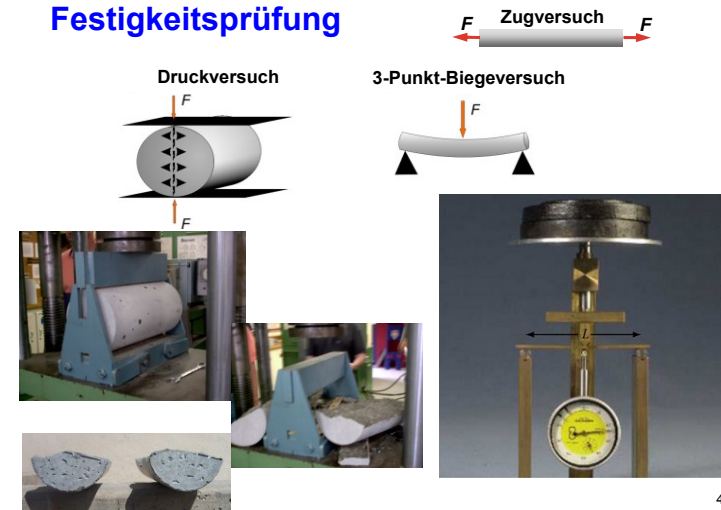 Festigkeitsprüfung
Zugversuch
F
F
Druckversuch
3-Punkt-Biegeversuch
F
F
F
L
4